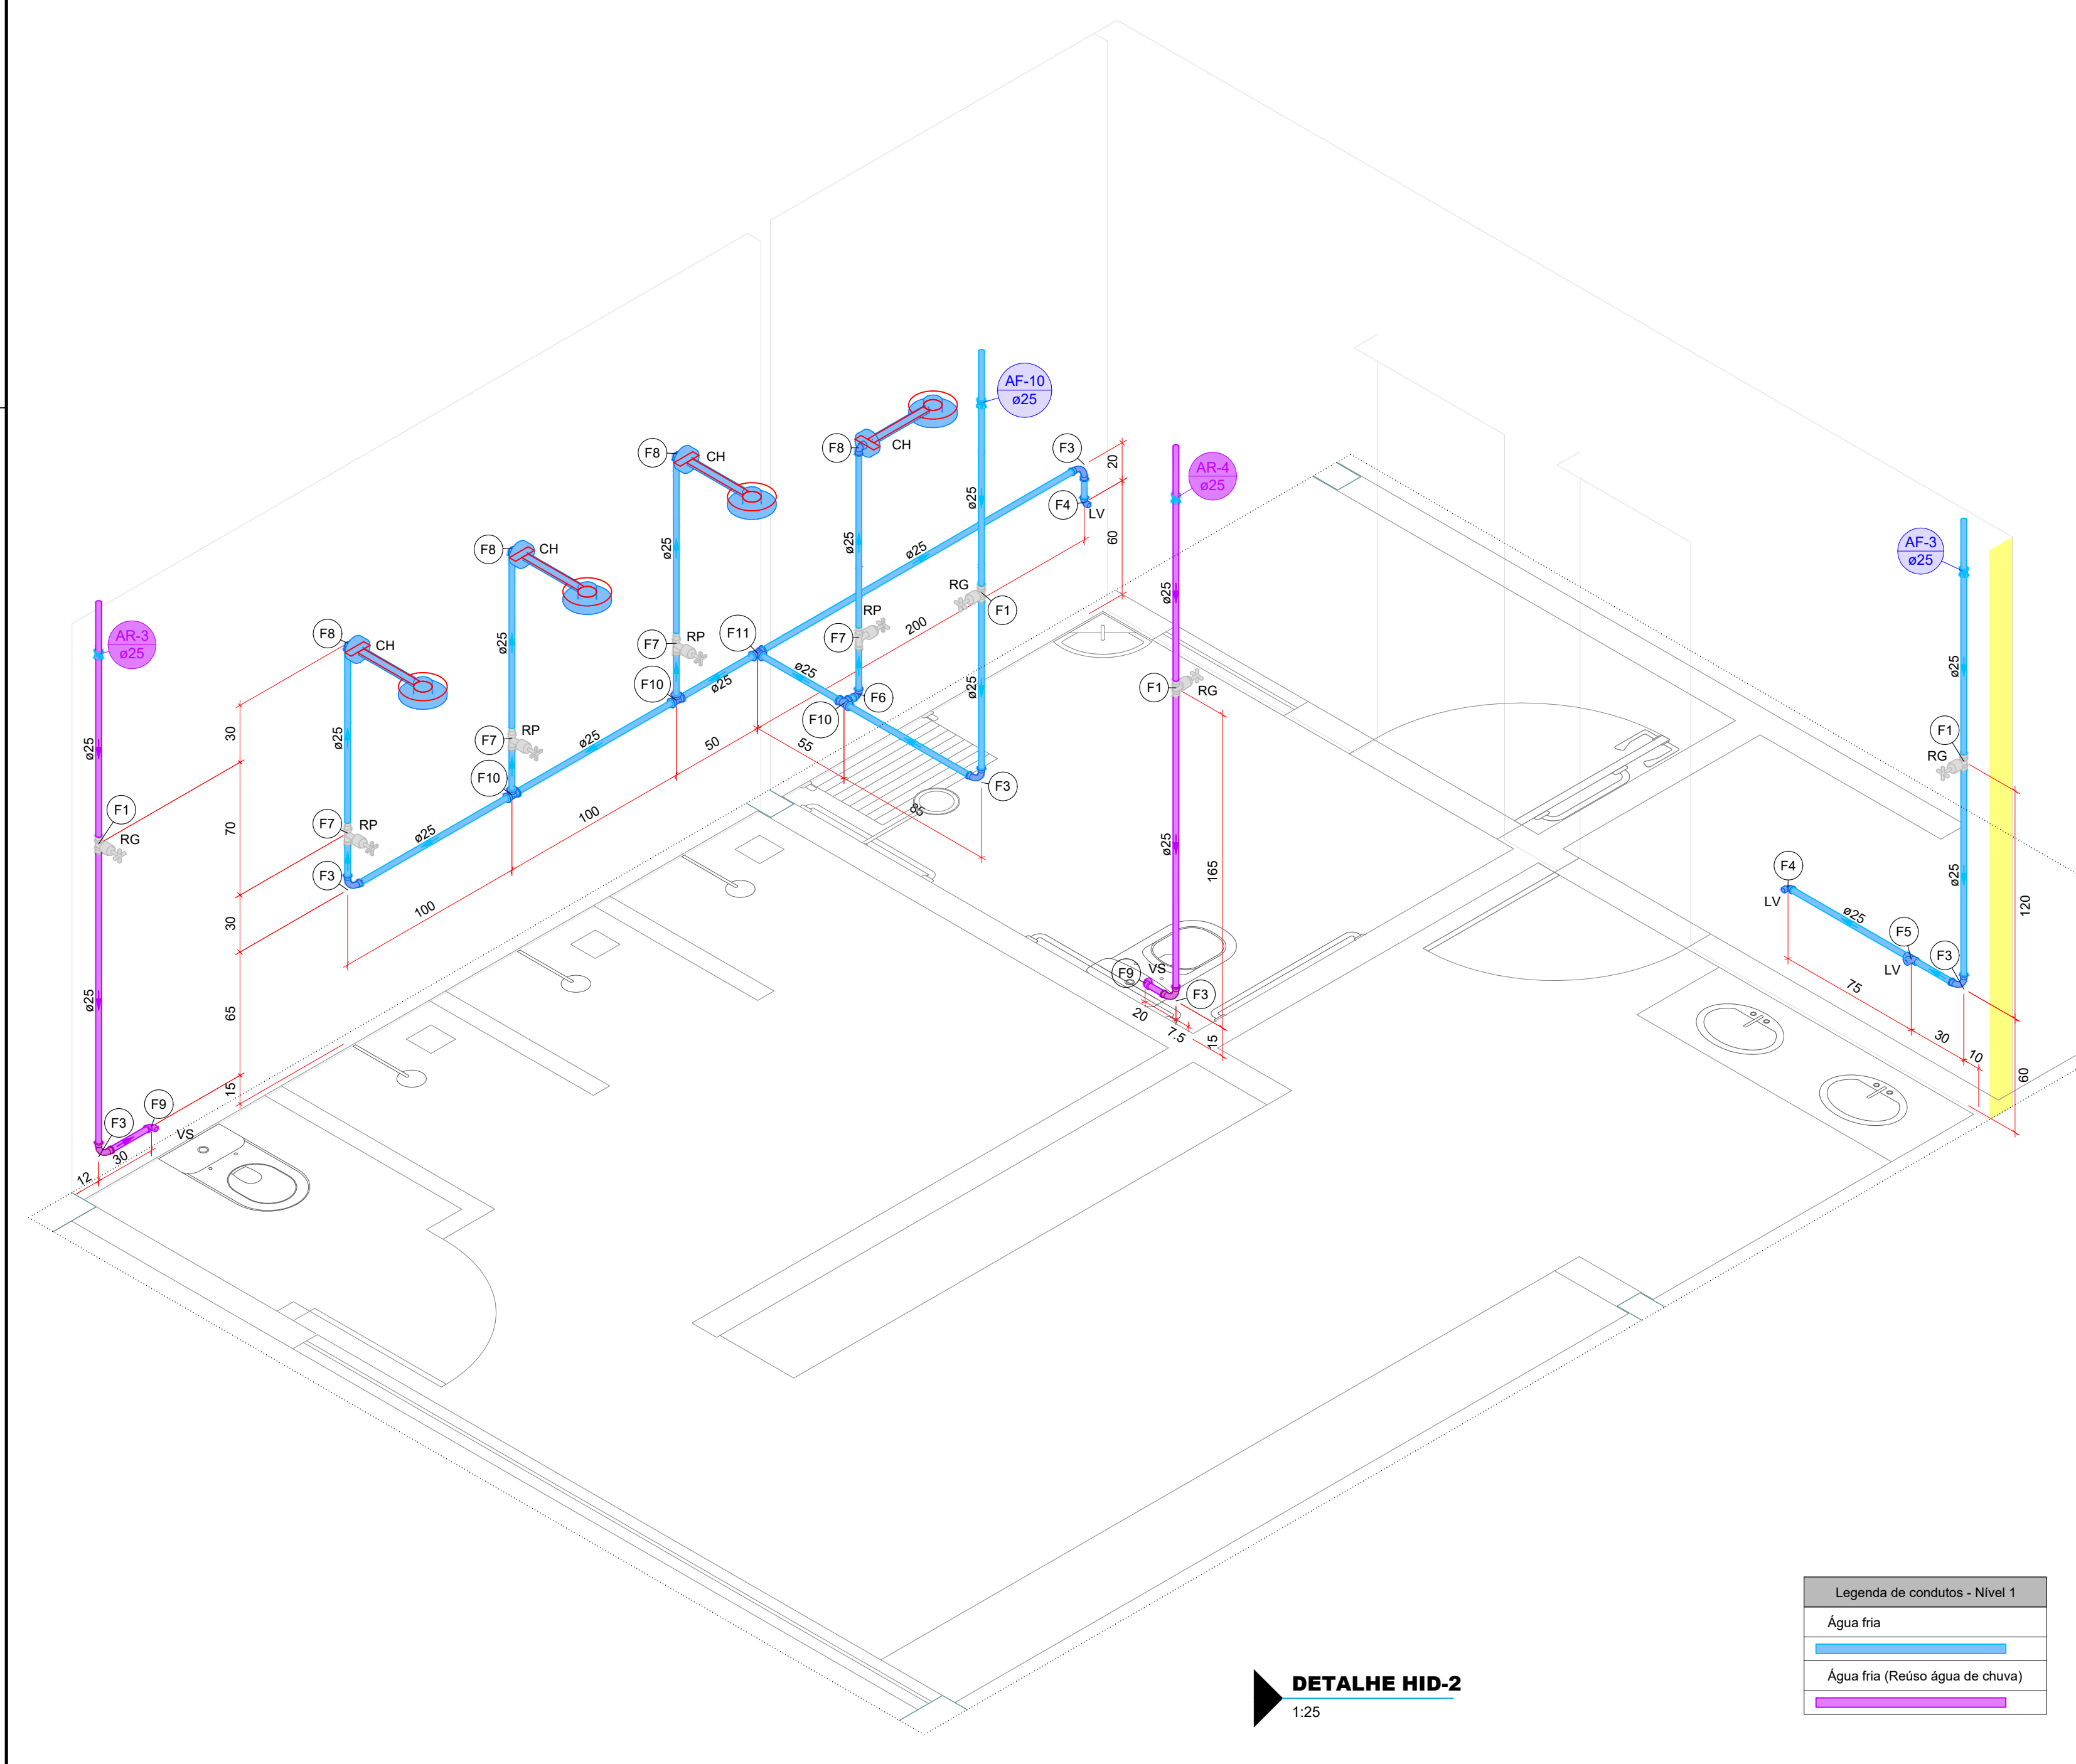 AF-10
ø25
F3
20
F8
CH
F8
CH
AR-4
ø25
ø25
F4
LV
AF-3
ø25
F8
CH
ø25
ø25
ø25
60
RG
F1
ø25
RP
200
F8
CH
AR-3
ø25
F7
RP
F11
F7
ø25
ø25
ø25
F10
ø25
F6
F1
RG
ø25
F10
30
ø25
ø25
F7
RP
ø25
50
55
F1
RG
F10
F3
F1
RG
70
F7
RP
ø25
100
85
ø25
165
F4
LV
ø25
120
F3
100
ø25
30
F5
LV
F3
F9
VS
F3
75
ø25
65
20
7.5
15
30
10
60
15
F3
F9
VS
30
12
Legenda de condutos - Nível 1
Água fria
Água fria (Reúso água de chuva)
DETALHE HID-2
1:25